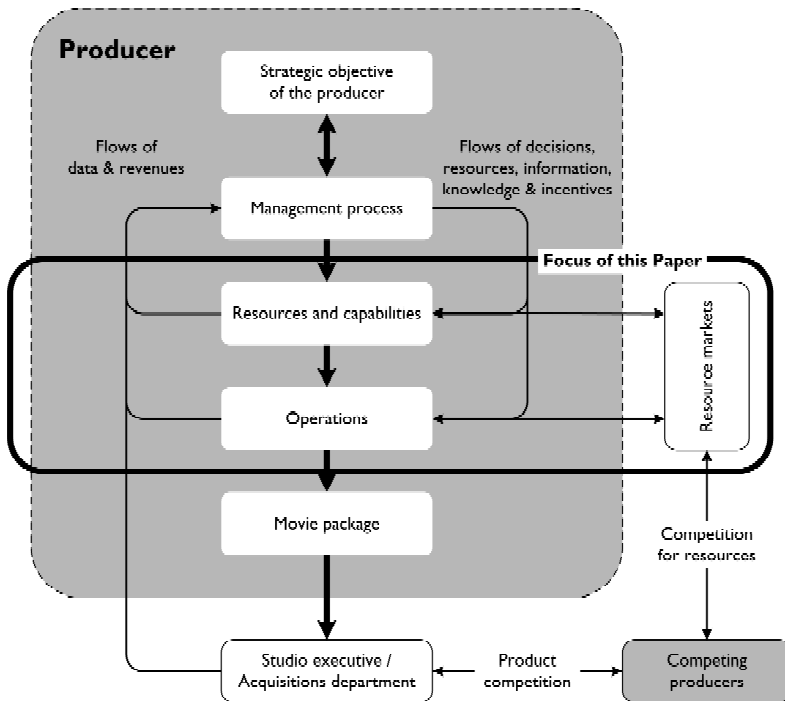 Producer
Strategic objective
of the producer
Flows of
data & revenues
Flows of decisions,
resources, information,
knowledge & incentives
Management process
Focus of this Paper
Resources and capabilities
Resource markets
Operations
Movie package
Competition
for resources
Studio executive /
Acquisitions department
Product
competition
Competing
producers